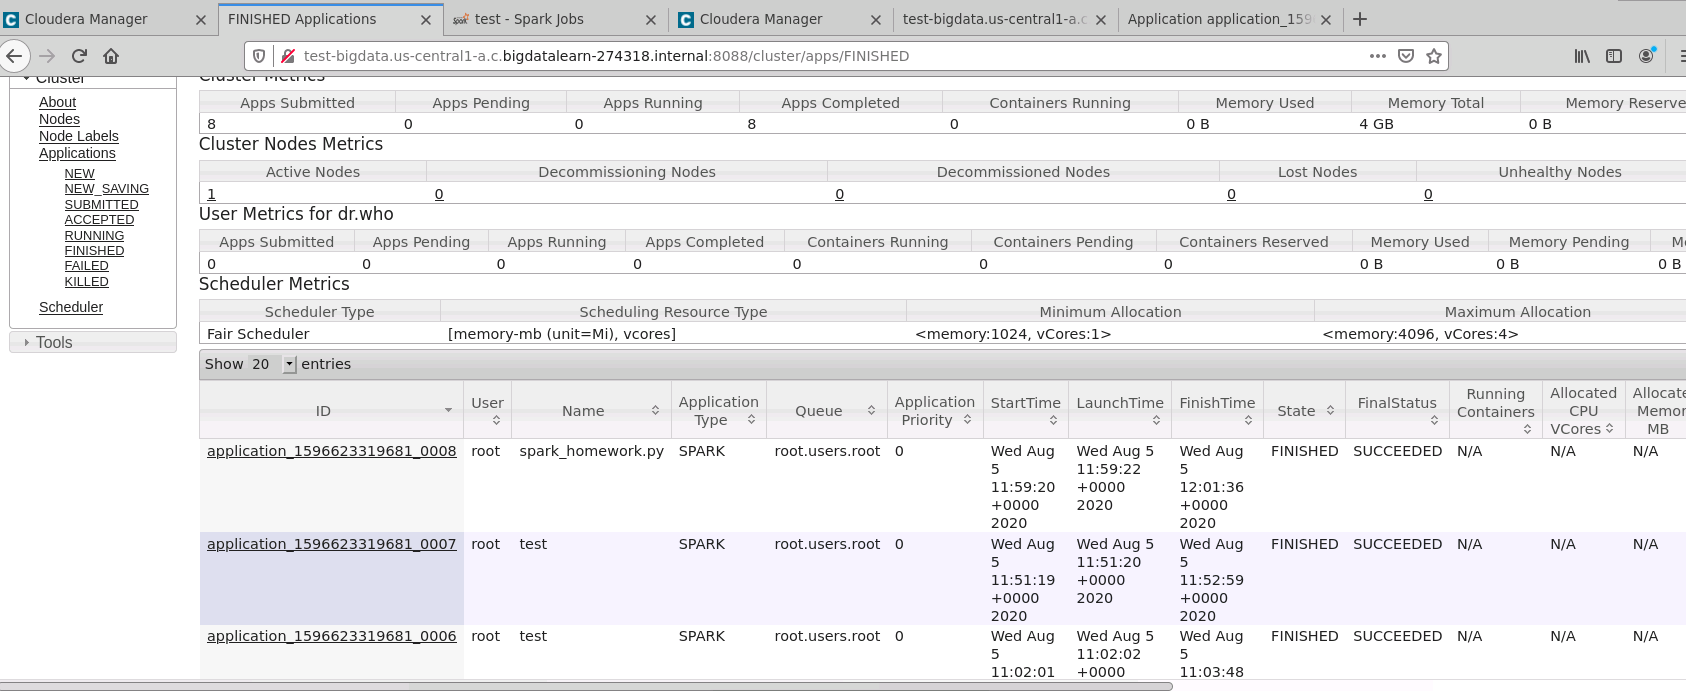 Cloudera Manager
FINISHED Applications
test - Spark Jobs
Cloudera Manager
test-bigdata.us-central1-a.c
Application application_159
test-bigdata.us-central1-a.c.bigdatalearn-274318.internal:8088/cluster/apps/FINISHED
Cluster
About
Nodes
Node Labels
Applications
NEW
NEW_SAVING
SUBMITTED
ACCEPTED
RUNNING
FINISHED
FAILED
KILLED
Scheduler
Tools
Cluster Metrics
Apps Submitted Apps Pending Apps Running Apps Completed Containers Running Memory Used Memory Total Memory Reserve
8 0 0 8 0 0 B 4 GB 0 B
Cluster Nodes Metrics
Active Nodes Decommissioning Nodes Decommissioned Nodes Lost Nodes Unhealthy Nodes
1 0 0 0 0
User Metrics for dr.who
Apps Submitted Apps Pending Apps Running Apps Completed Containers Running Containers Pending Containers Reserved Memory Used Memory Pending
0 0 0 0 0 0 0 0 B 0 B 0 B
Scheduler Metrics
Scheduler Type Scheduling Resource Type Minimum Allocation Maximum Allocation
Fair Scheduler [memory-mb (unit=Mi), vcores] <memory:1024, vCores:1> <memory:4096, vCores:4>
Show 20 entries
ID User Name Application Type Queue Application Priority StartTime LaunchTime FinishTime State FinalStatus Running Containers Allocated CPU VCores Allocate Memor MB
application_1596623319681_0008 root spark_homework.py SPARK root.users.root 0 Wed Aug 5 11:59:20 +0000 2020 Wed Aug 5 11:59:22 +0000 2020 Wed Aug 5 12:01:36 +0000 2020 FINISHED SUCCEEDED N/A N/A N/A
application_1596623319681_0007 root test SPARK root.users.root 0 Wed Aug 5 11:51:19 +0000 2020 Wed Aug 5 11:51:20 +0000 2020 Wed Aug 5 11:52:59 +0000 2020 FINISHED SUCCEEDED N/A N/A N/A
application_1596623319681_0006 root test SPARK root.users.root 0 Wed Aug 5 11:02:01 Wed Aug 5 11:02:02 +0000 Wed Aug 5 11:03:48 FINISHED SUCCEEDED N/A N/A N/A